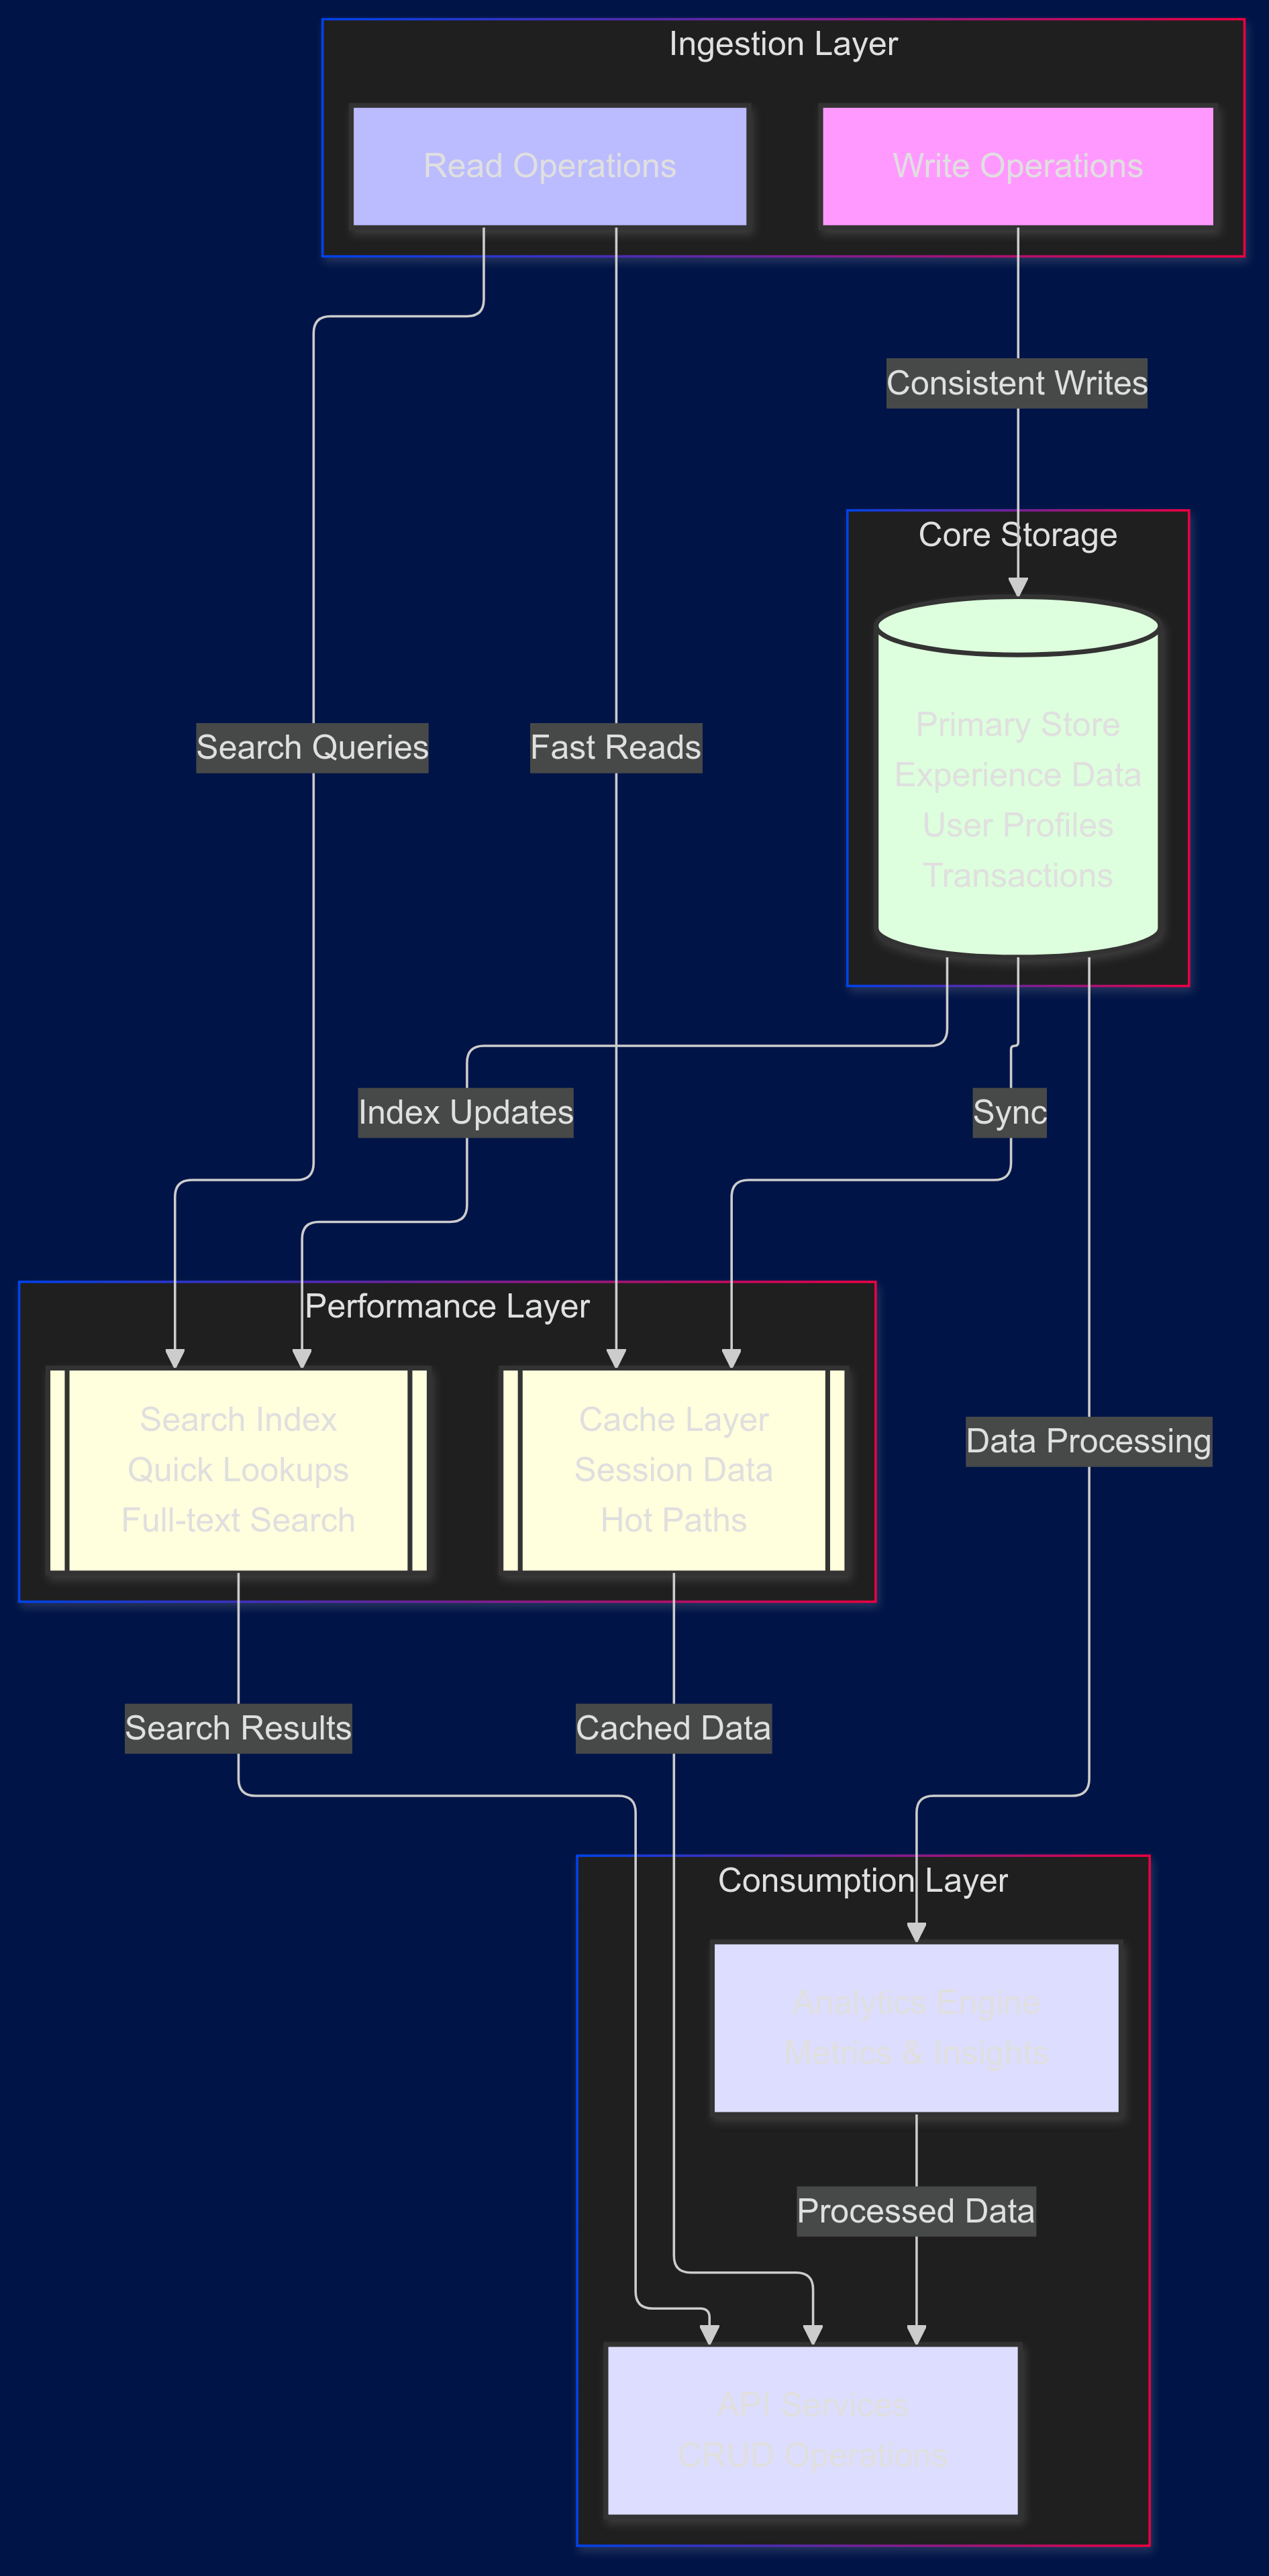 Ingestion Layer
Read Operations
Write Operations
Consistent Writes
Core Storage
Primary Store
Experience Data
User Profiles
Transactions
Search Queries
Fast Reads
Index Updates
Sync
Performance Layer
Search Index
Quick Lookups
Full-text Search
Cache Layer
Session Data
Hot Paths
Data Processing
Search Results
Cached Data
Consumption Layer
Analytics Engine
Metrics & Insights
Processed Data
API Services
CRUD Operations